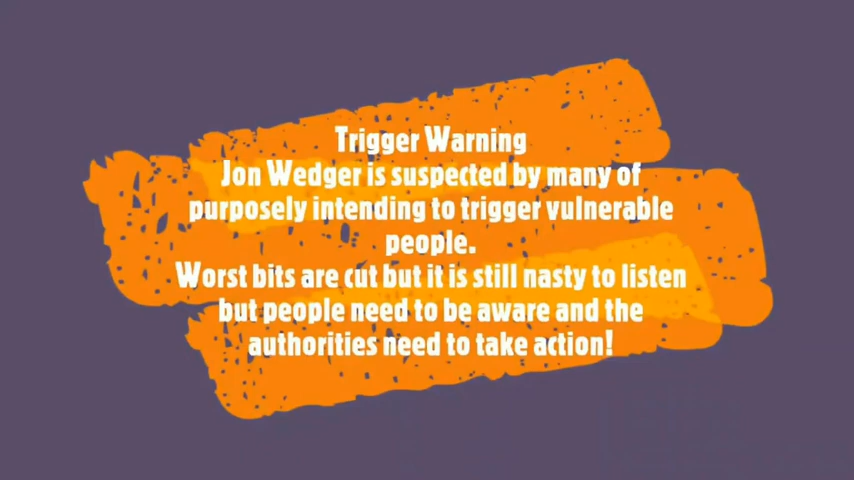 Trigger Warning
Jon Wedger is suspected by many of
purposely intending to trigger vulnerable
people.
Worst bits are cut but it is still nasty to listen
but people need to be aware and the
authorities need to take action!